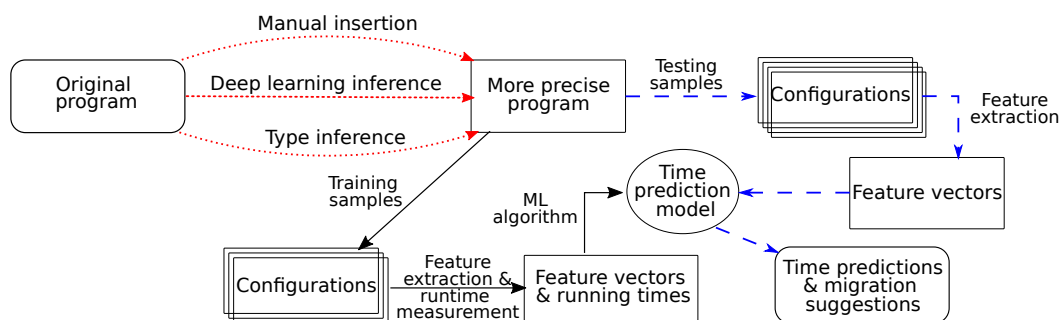 Manual insertion
Original
program
Deep learning inference
Type inference
More precise
program
Testing
samples
Configurations
Feature
extraction
Feature vectors
Time
prediction
model
Time predictions
& migration
suggestions
Training
samples
Configurations
Feature
extraction &
runtime
measurement
Feature vectors
& running times
ML
algorithm